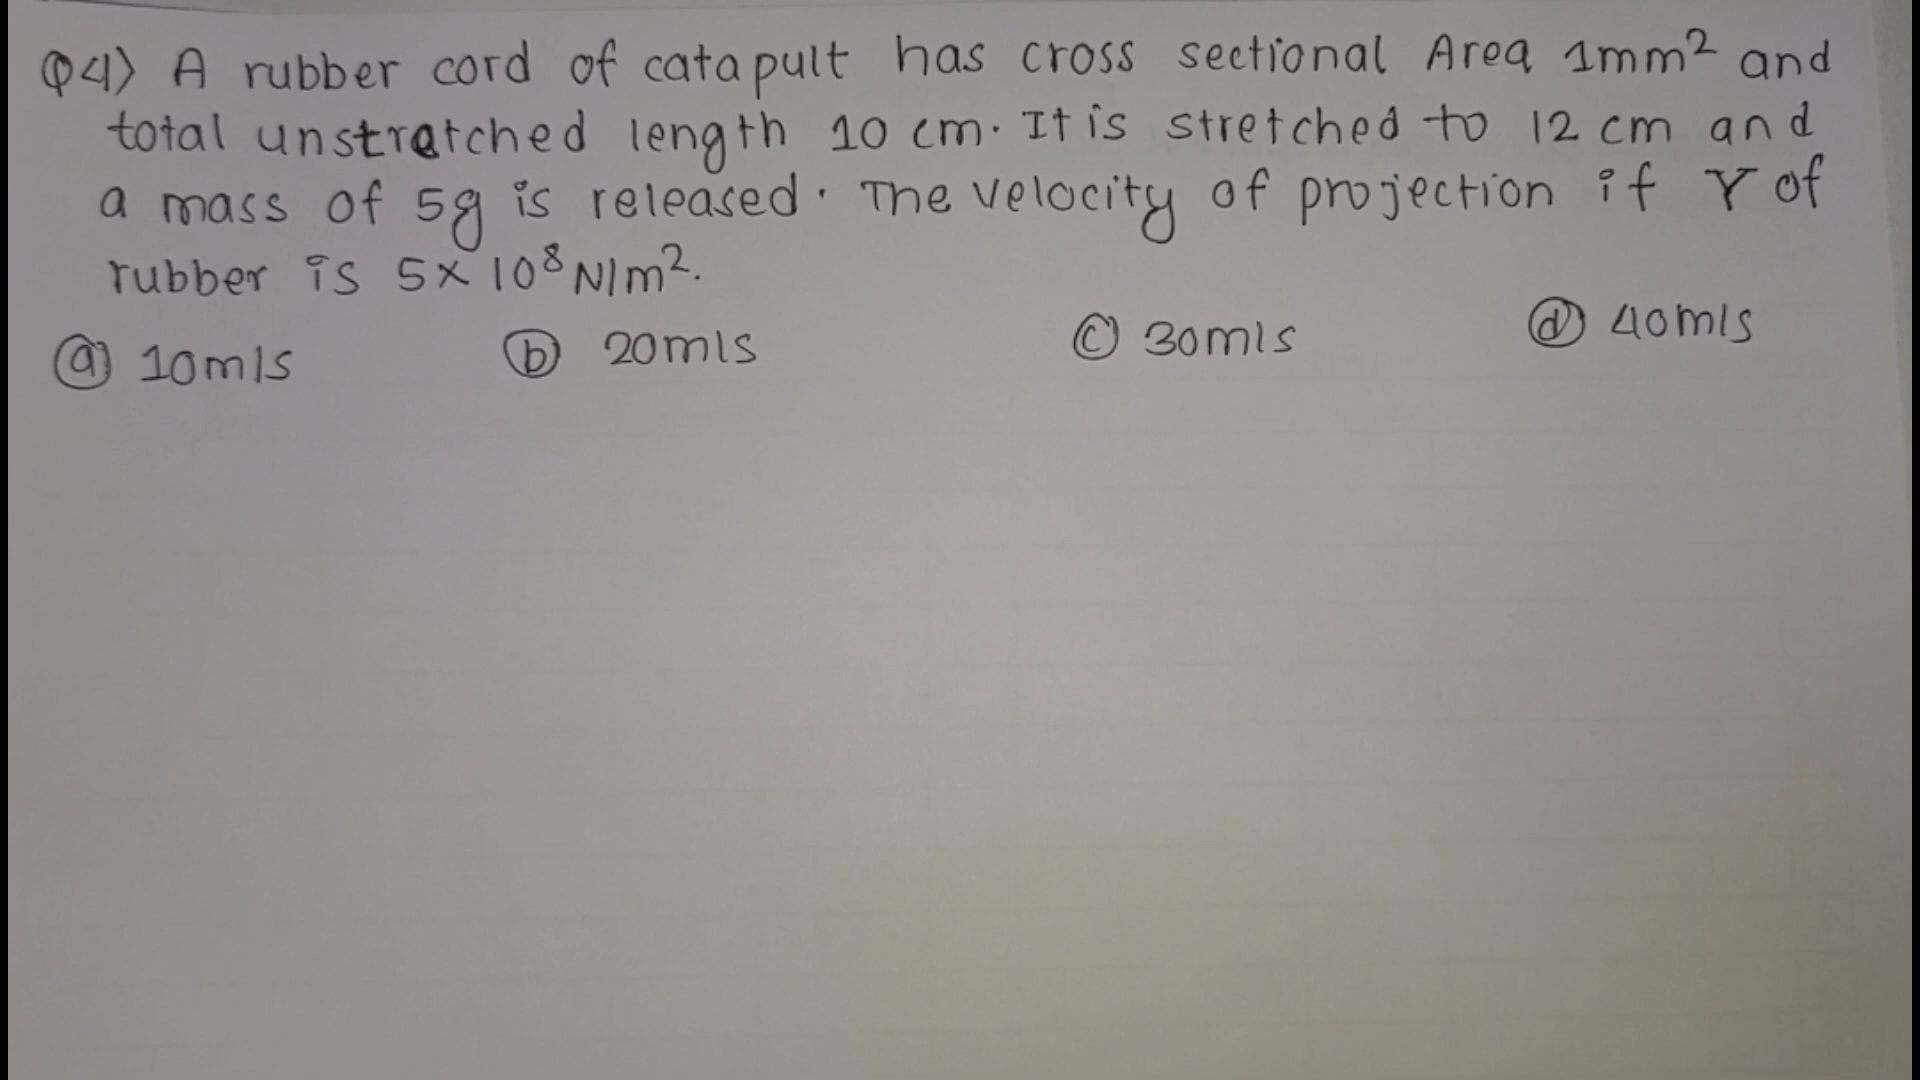 Q4) A rubber cord of catapult has cross sectional Area 1mm² and
total unstratched length 10 cm. It is stretched to 12 cm and
a mass of 5g is released. The velocity of projection if Y of
rubber is 5×10⁸ N/m².
ⓐ 10m/s ⓑ 20m/s ⓒ 30m/s ⓓ 40m/s